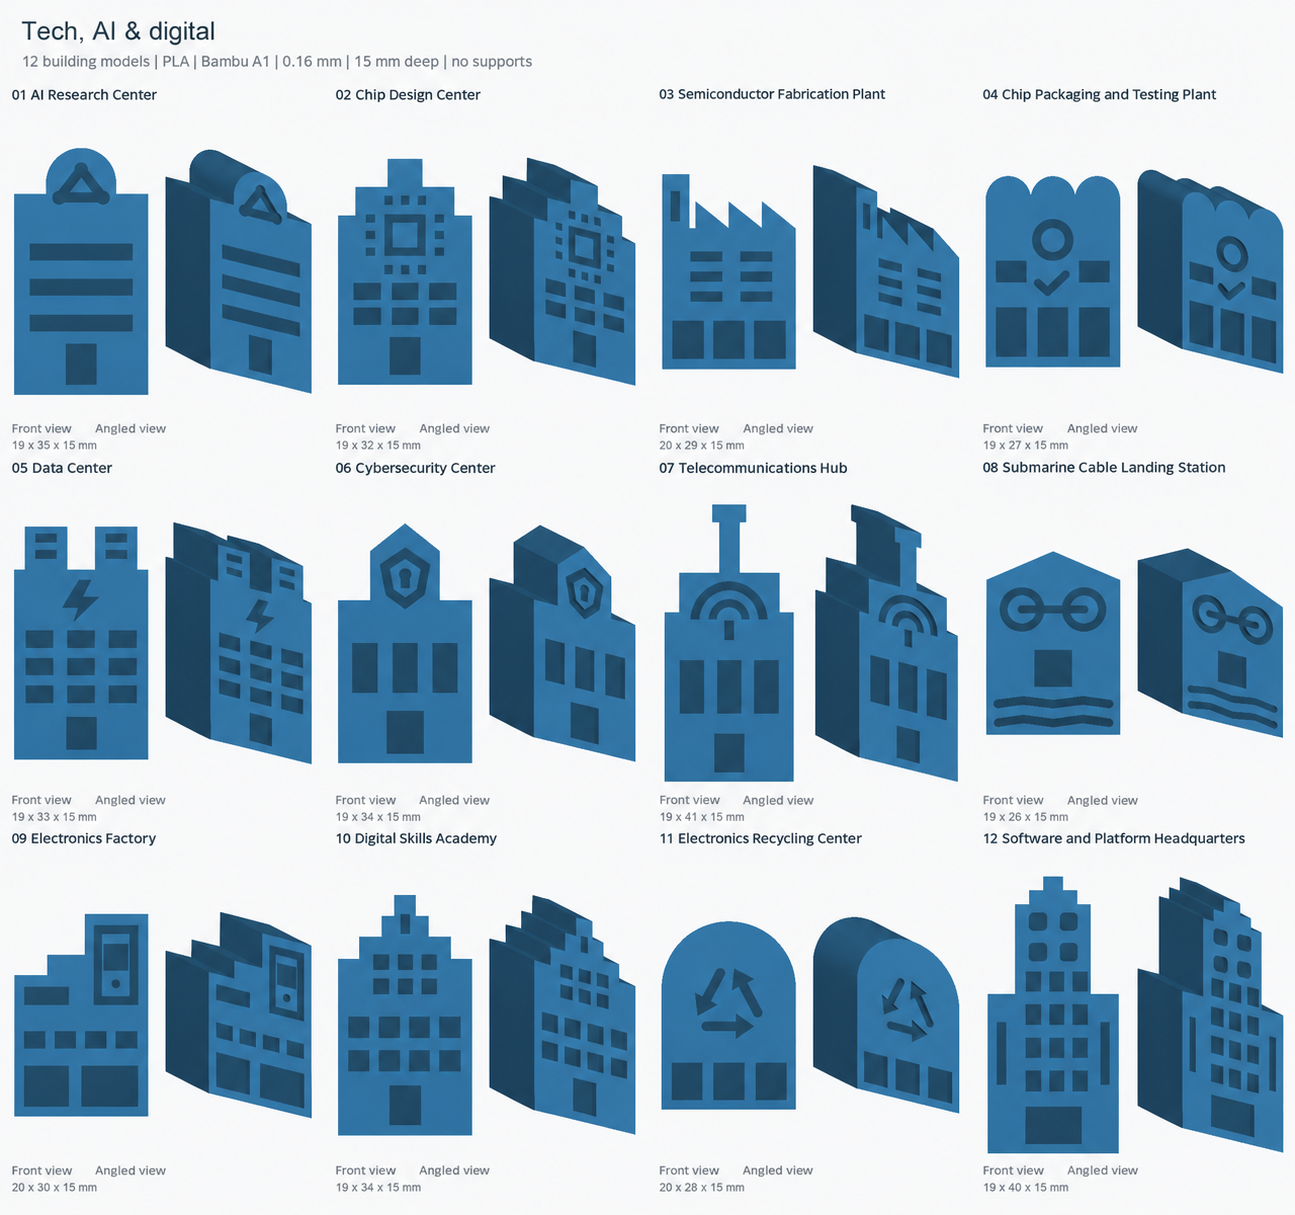 Tech, AI & digital
12 building models | PLA | Bambu A1 | 0.16 mm | 15 mm deep | no supports
01 AI Research Center
02 Chip Design Center
03 Semiconductor Fabrication Plant
04 Chip Packaging and Testing Plant
Front view Angled view
19 x 35 x 15 mm
Front view Angled view
19 x 32 x 15 mm
Front view Angled view
20 x 29 x 15 mm
Front view Angled view
19 x 27 x 15 mm
05 Data Center
06 Cybersecurity Center
07 Telecommunications Hub
08 Submarine Cable Landing Station
Front view Angled view
19 x 33 x 15 mm
Front view Angled view
19 x 34 x 15 mm
Front view Angled view
19 x 41 x 15 mm
Front view Angled view
19 x 26 x 15 mm
09 Electronics Factory
10 Digital Skills Academy
11 Electronics Recycling Center
12 Software and Platform Headquarters
Front view Angled view
20 x 30 x 15 mm
Front view Angled view
19 x 34 x 15 mm
Front view Angled view
20 x 28 x 15 mm
Front view Angled view
19 x 40 x 15 mm